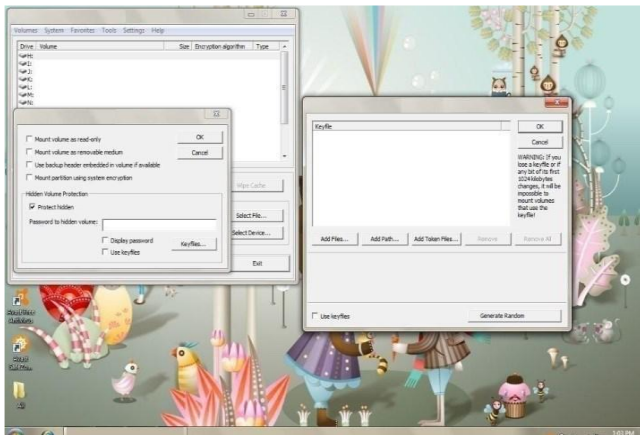 Volumes System Favorites Tools Settings Help
Drive Volume Size Encryption algorithm Type
H:
I:
J:
K:
L:
M:
N:
Wipe Cache
Select File...
Select Device...
Exit
Mount volume as read-only
Mount volume as removable medium
Use backup header embedded in volume if available
Mount partition using system encryption
OK
Cancel
Hidden Volume Protection
Protect hidden
Password to hidden volume:
Display password
Use keyfiles
Keyfiles...
Keyfile
OK
Cancel
WARNING: If you
lose a keyfile or if
any bit of its first
1024 kilobytes
changes, it will be
impossible to
mount volumes
that use the
keyfile!
Add Files... Add Path... Add Token Files... Remove Remove All
Use keyfiles
Generate Random
Avast Free
Antivirus
Avast